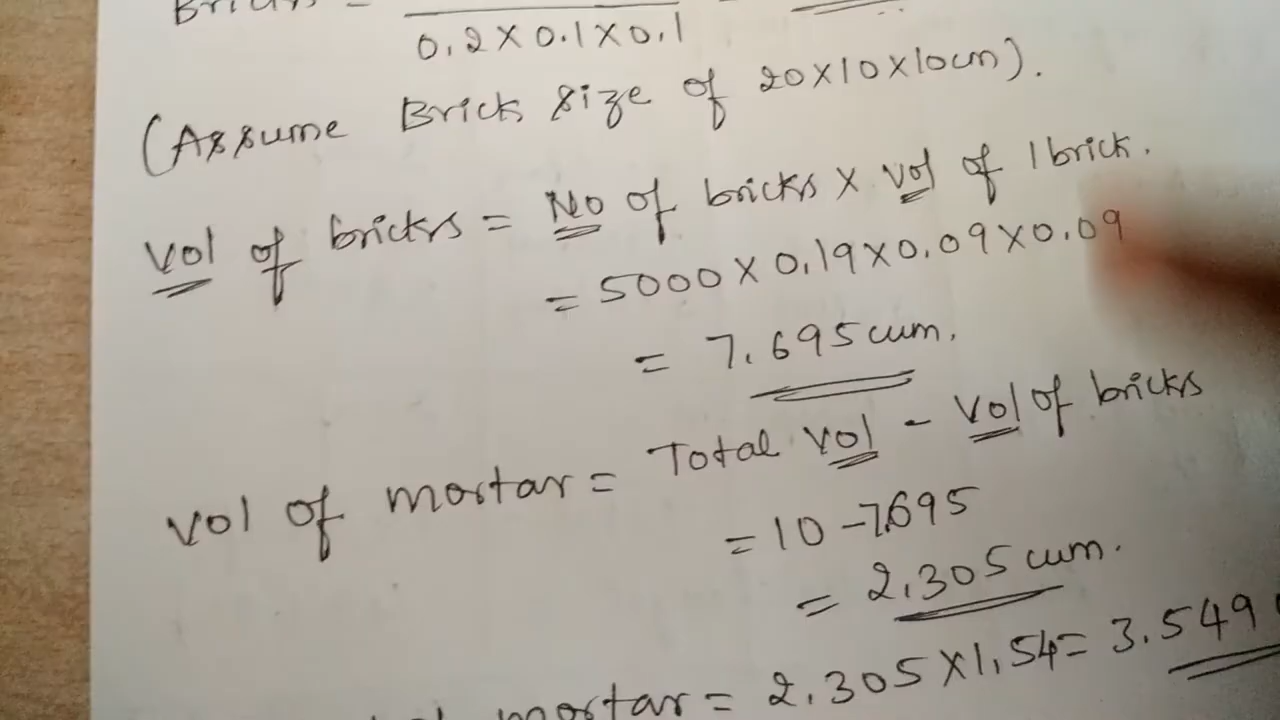 0.2 X 0.1 X 0.1
(Assume Brick size of 20X10X10cm).
Vol of bricks = No of bricks X Vol of 1 brick.
= 5000 X 0.19 X 0.09 X 0.09
= 7.695 cum.
Vol of mortar = Total Vol - Vol of bricks
= 10 - 7.695
= 2.305 cum.
mortar = 2.305 X 1.54 = 3.549